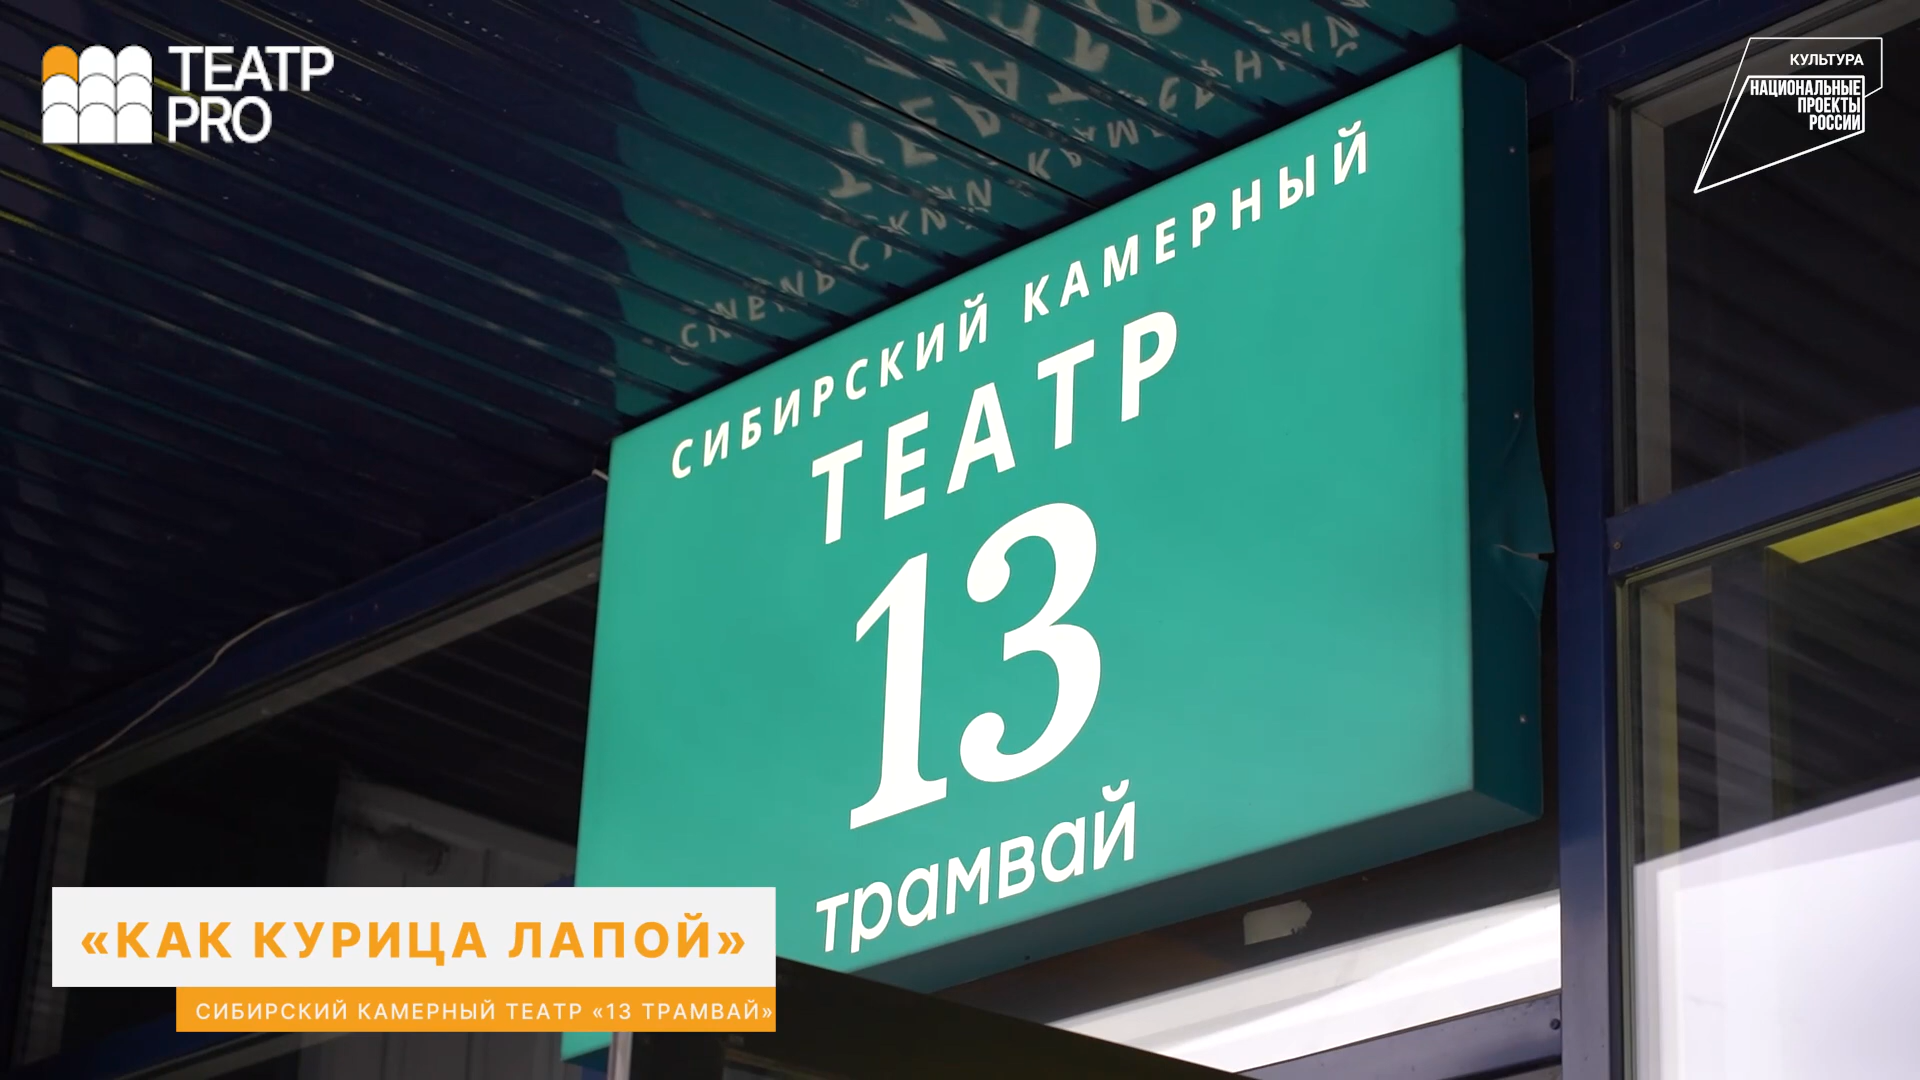 ТЕАТР
PRO
КУЛЬТУРА
НАЦИОНАЛЬНЫЕ
ПРОЕКТЫ
РОССИИ
СИБИРСКИЙ КАМЕРНЫЙ
ТЕАТР
13
трамвай
«КАК КУРИЦА ЛАПОЙ»
СИБИРСКИЙ КАМЕРНЫЙ ТЕАТР «13 ТРАМВАЙ»